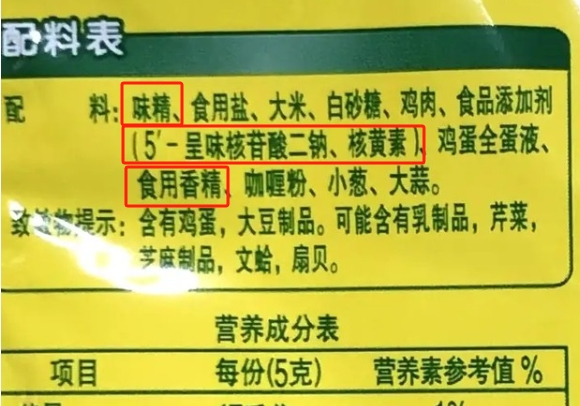 配料表
配 料：味精、食用盐、大米、白砂糖、鸡肉、食品添加剂
(5'-呈味核苷酸二钠、核黄素)、鸡蛋全蛋液、
食用香精、咖喱粉、小葱、大蒜。
致敏物提示：含有鸡蛋，大豆制品。可能含有乳制品，芹菜，
芝麻制品，文蛤，扇贝。
营养成分表
项目 每份(5克) 营养素参考值%